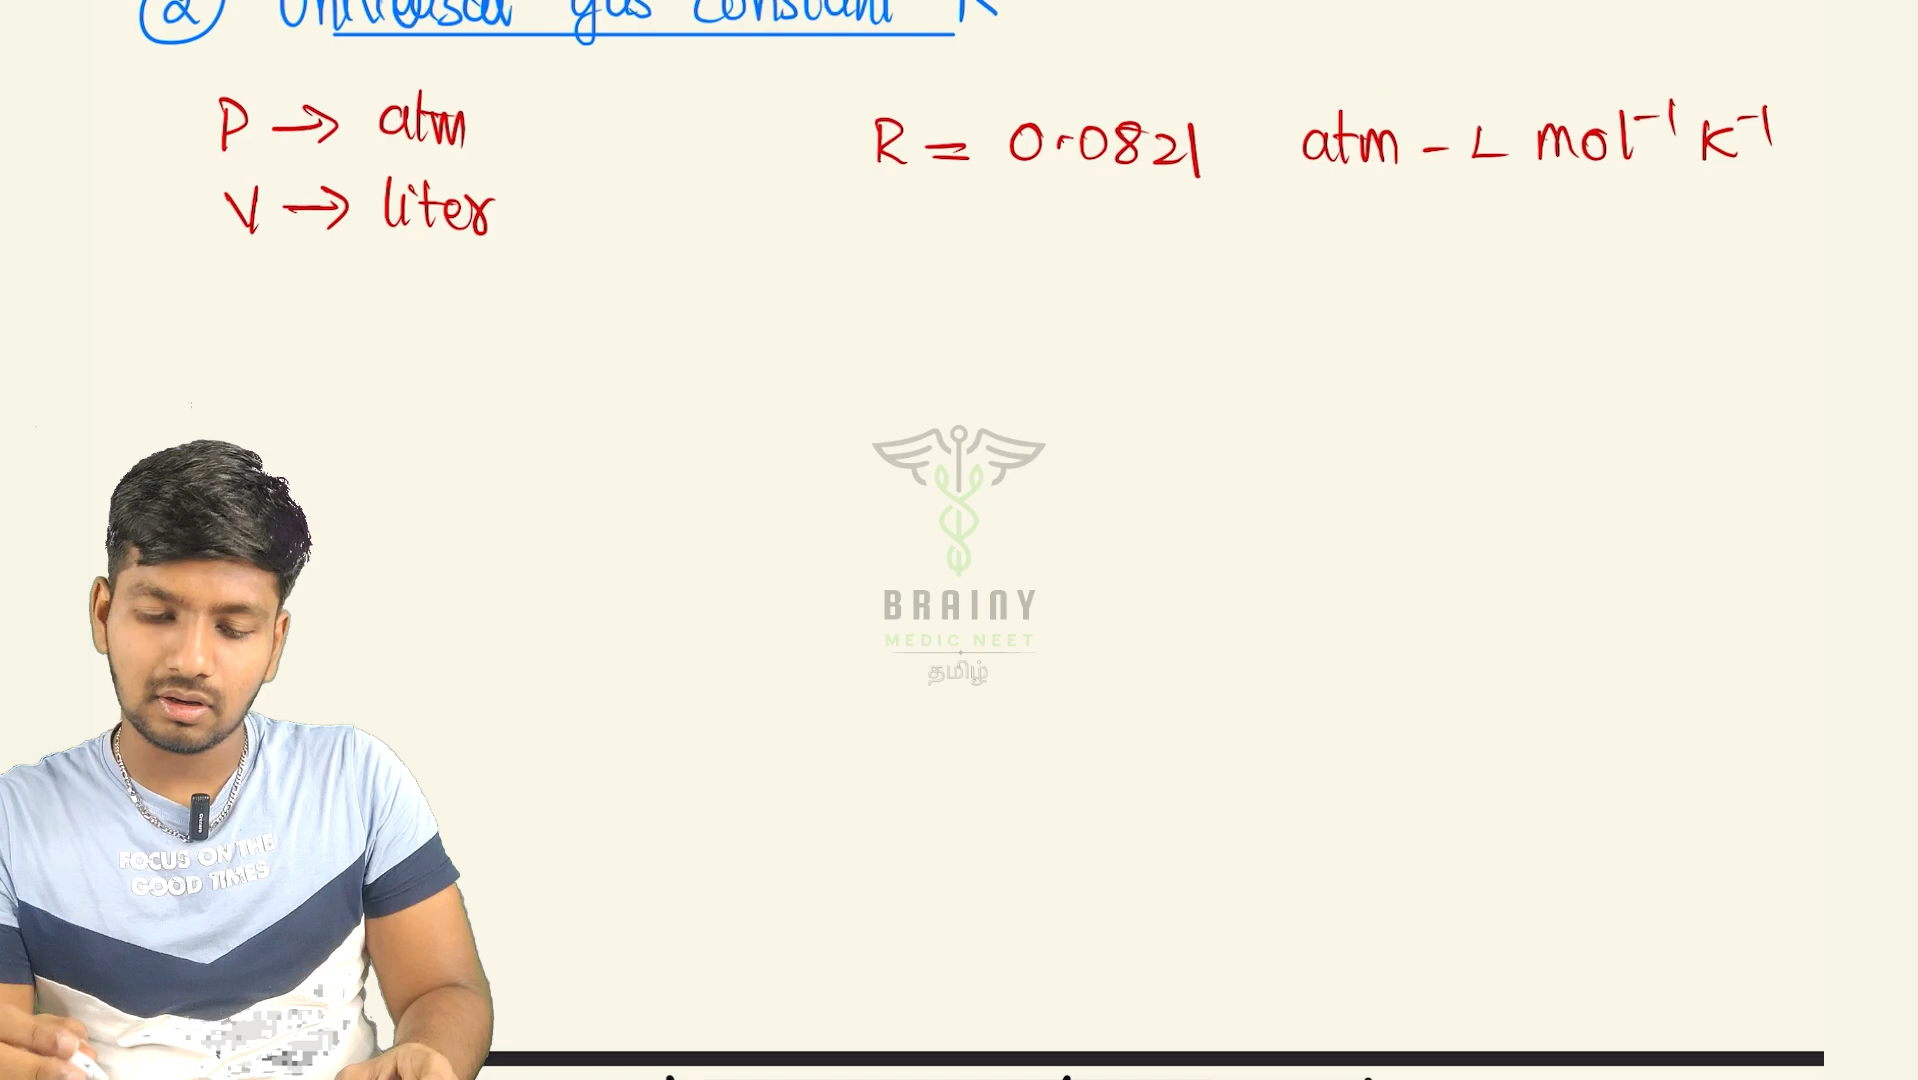 ② Universal gas constant R
P → atm
R = 0.0821 atm - L mol⁻¹ K⁻¹
V → liter
BRAINY
MEDIC NEET
தமிழ்
FOCUS ON THE
GOOD TIMES